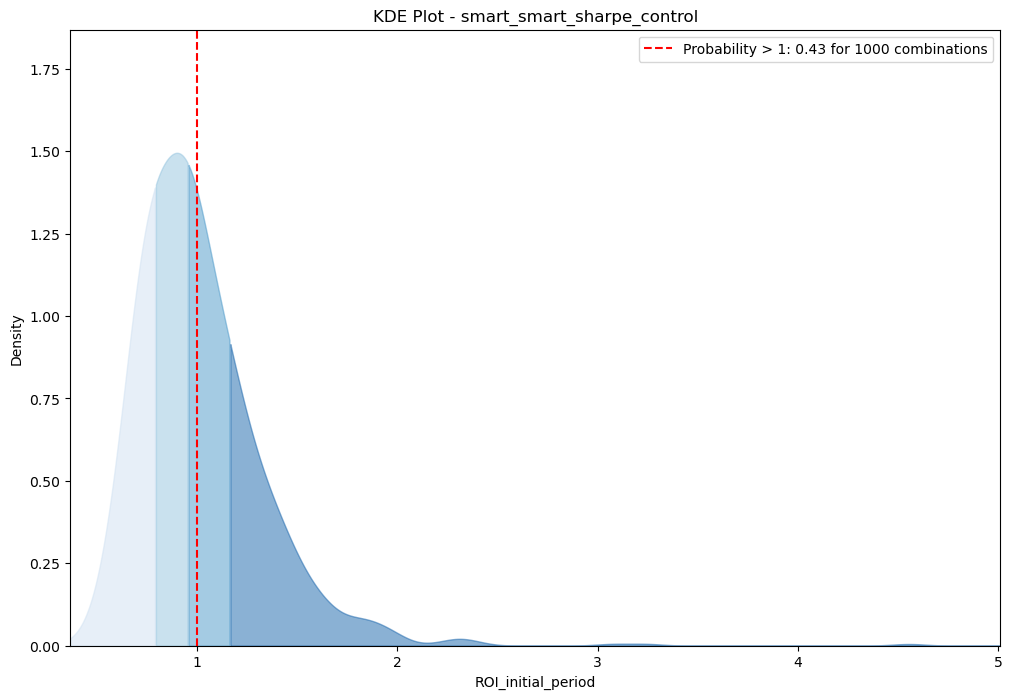 KDE Plot - smart_smart_sharpe_control
Probability > 1: 0.43 for 1000 combinations
1.75
1.50
1.25
1.00
0.75
0.50
0.25
0.00
Density
1 2 3 4 5
ROI_initial_period